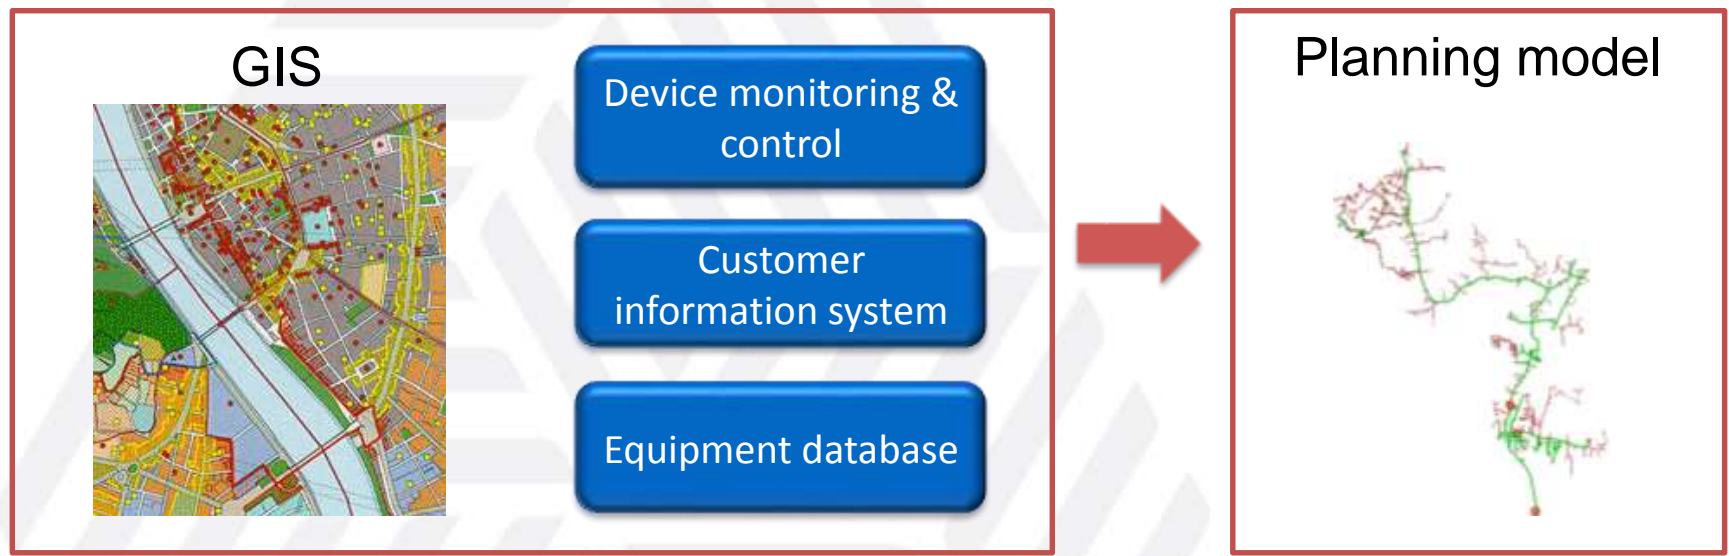 GIS
Device monitoring &
control
Customer
information system
Equipment database
Planning model